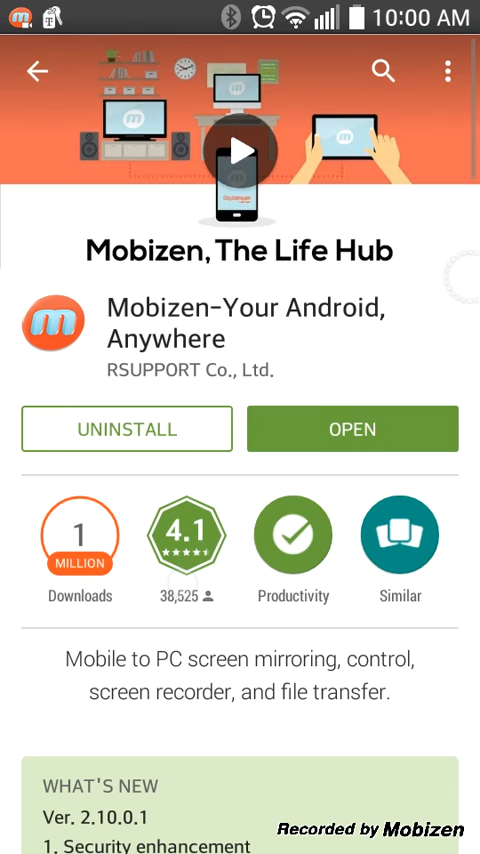 10:00 AM
Mobizen, The Life Hub
Mobizen-Your Android,
Anywhere
RSUPPORT Co., Ltd.
UNINSTALL
OPEN
1
MILLION
Downloads
4.1
38,525
Productivity
Similar
Mobile to PC screen mirroring, control,
screen recorder, and file transfer.
WHAT'S NEW
Ver. 2.10.0.1
1. Security enhancement
Recorded by Mobizen